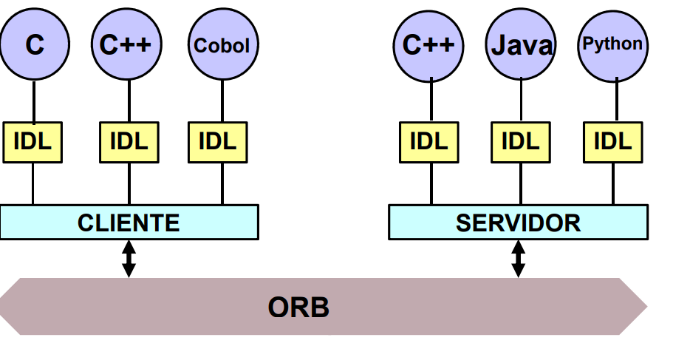 C C++ Cobol C++ Java Python
IDL IDL IDL IDL IDL IDL
CLIENTE SERVIDOR
ORB